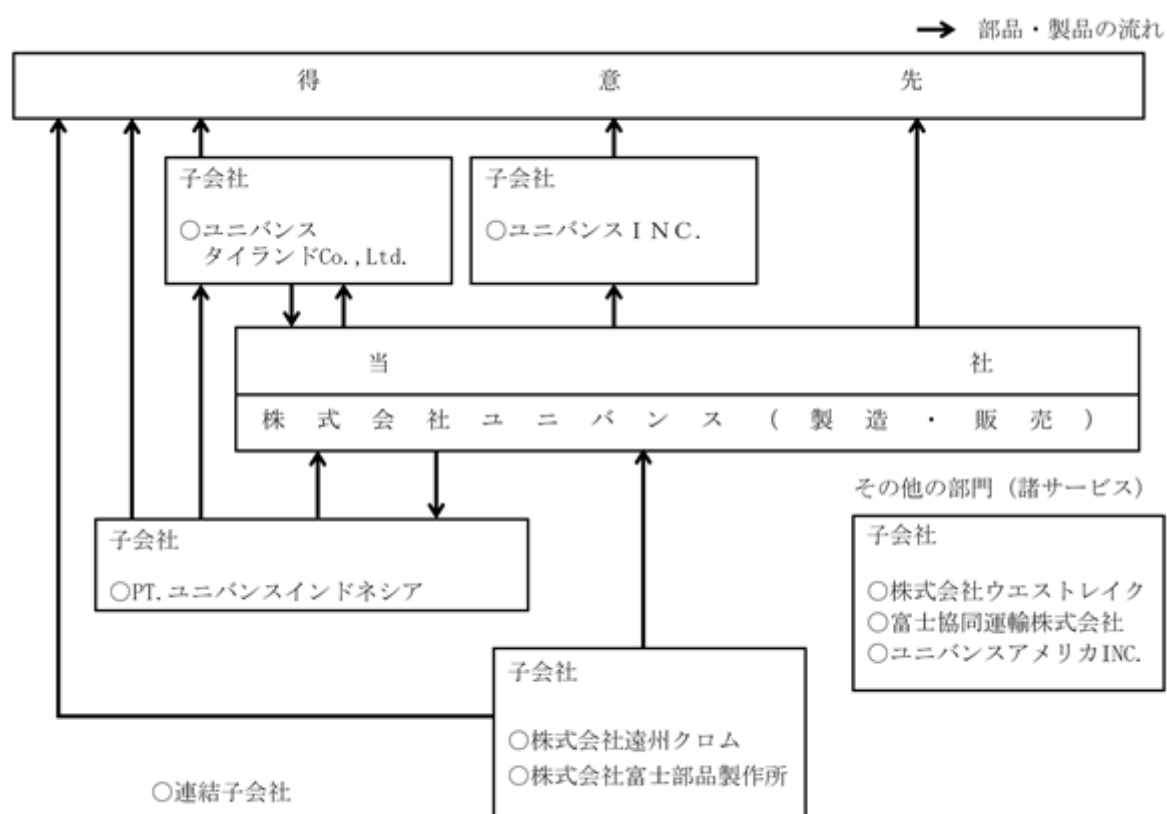 部品・製品の流れ
得意先
子会社
○ユニバンス
タイランドCo.,Ltd.
子会社
○ユニバンスＩＮＣ.
当社
株式会社ユニバンス（製造・販売）
その他の部門（諸サービス）
子会社
○PT.ユニバンスインドネシア
子会社
○株式会社ウエストレイク
○富士協同運輸株式会社
○ユニバンスアメリカINC.
子会社
○株式会社遠州クロム
○株式会社富士部品製作所
○連結子会社